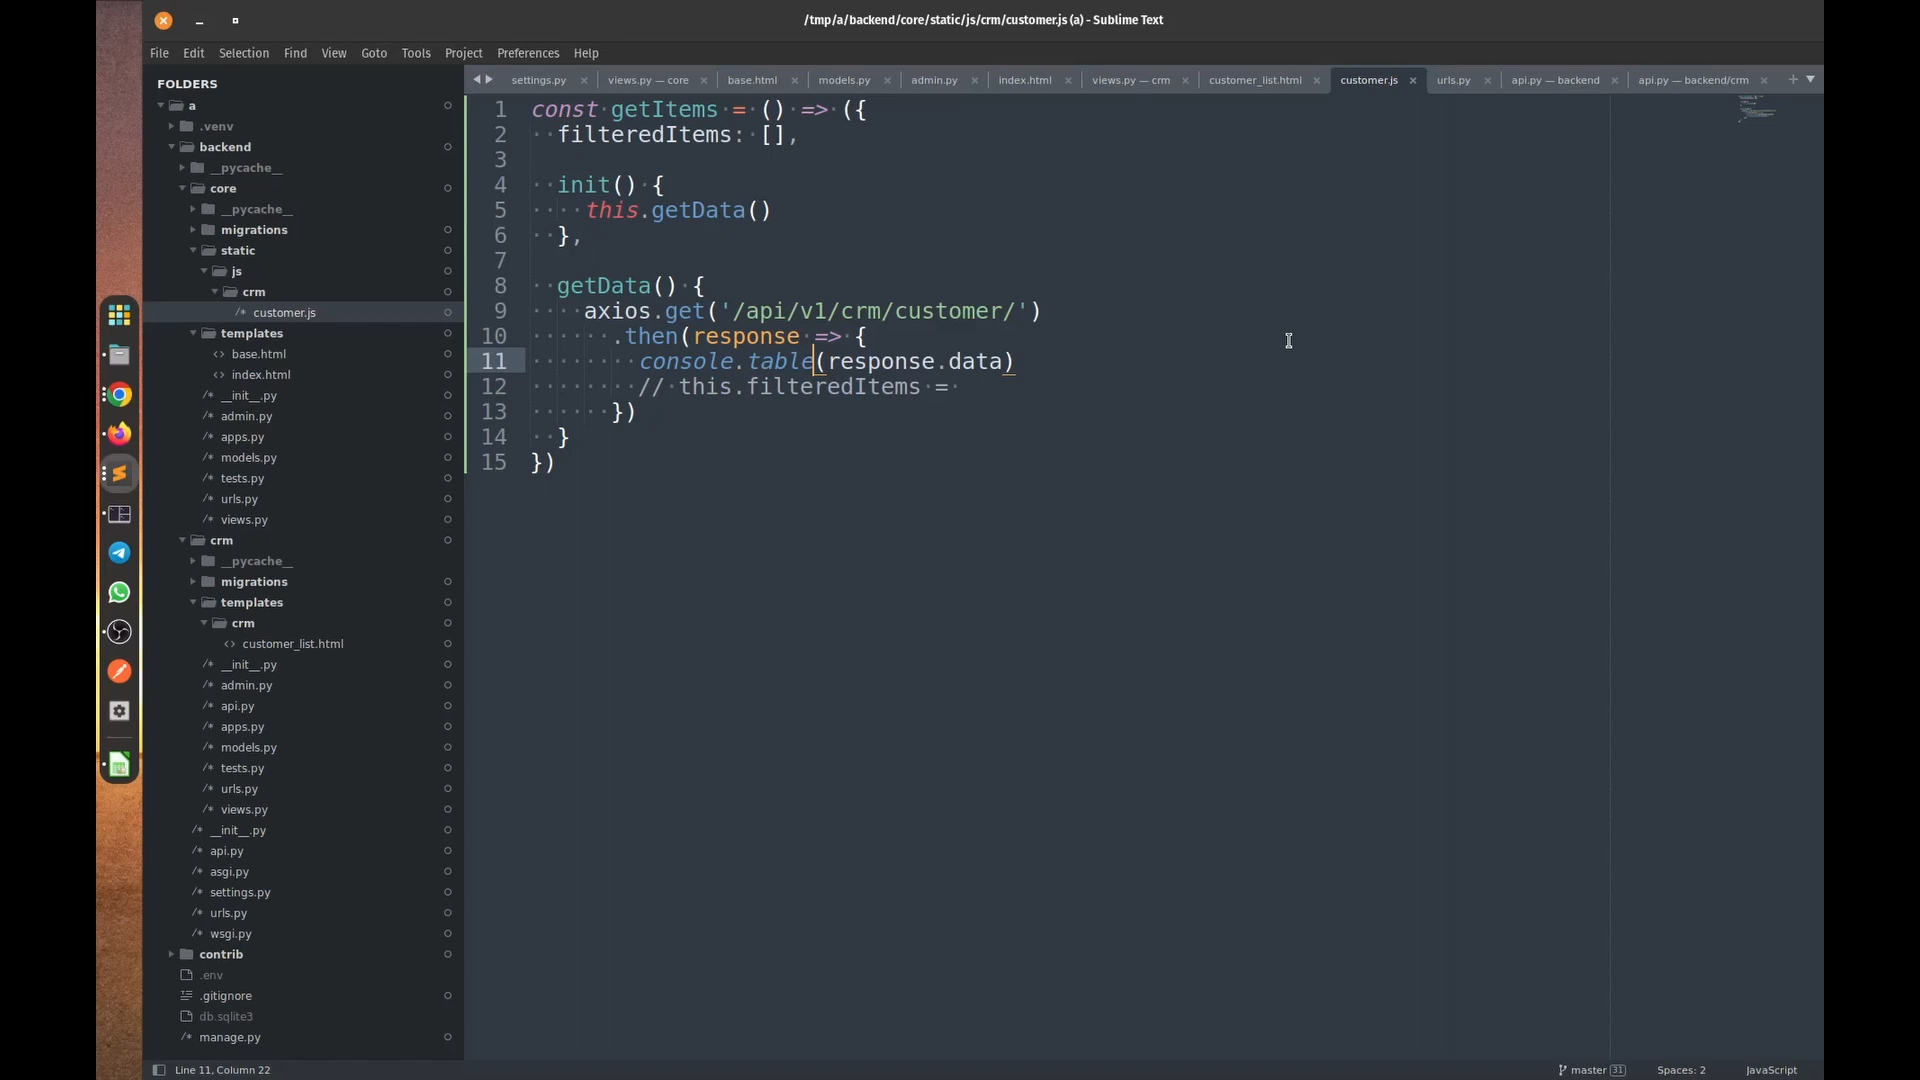 /tmp/a/backend/core/static/js/crm/customer.js (a) - Sublime Text
File Edit Selection Find View Goto Tools Project Preferences Help
FOLDERS
a
.venv
backend
__pycache__
core
__pycache__
migrations
static
js
crm
/* customer.js
templates
<> base.html
<> index.html
/* __init__.py
/* admin.py
/* apps.py
/* models.py
/* tests.py
/* urls.py
/* views.py
crm
__pycache__
migrations
templates
crm
<> customer_list.html
/* __init__.py
/* admin.py
/* api.py
/* apps.py
/* models.py
/* tests.py
/* urls.py
/* views.py
/* __init__.py
/* api.py
/* asgi.py
/* settings.py
/* urls.py
/* wsgi.py
contrib
.env
.gitignore
db.sqlite3
/* manage.py
settings.py views.py — core base.html models.py admin.py index.html views.py — crm customer_list.html customer.js urls.py api.py — backend api.py — backend/crm
1 const getItems = () => ({
2   filteredItems: [],
3
4   init() {
5     this.getData()
6   },
7
8   getData() {
9     axios.get('/api/v1/crm/customer/')
10       .then(response => {
11         console.table(response.data)
12         // this.filteredItems =
13       })
14   }
15 })
Line 11, Column 22 master 31 Spaces: 2 JavaScript